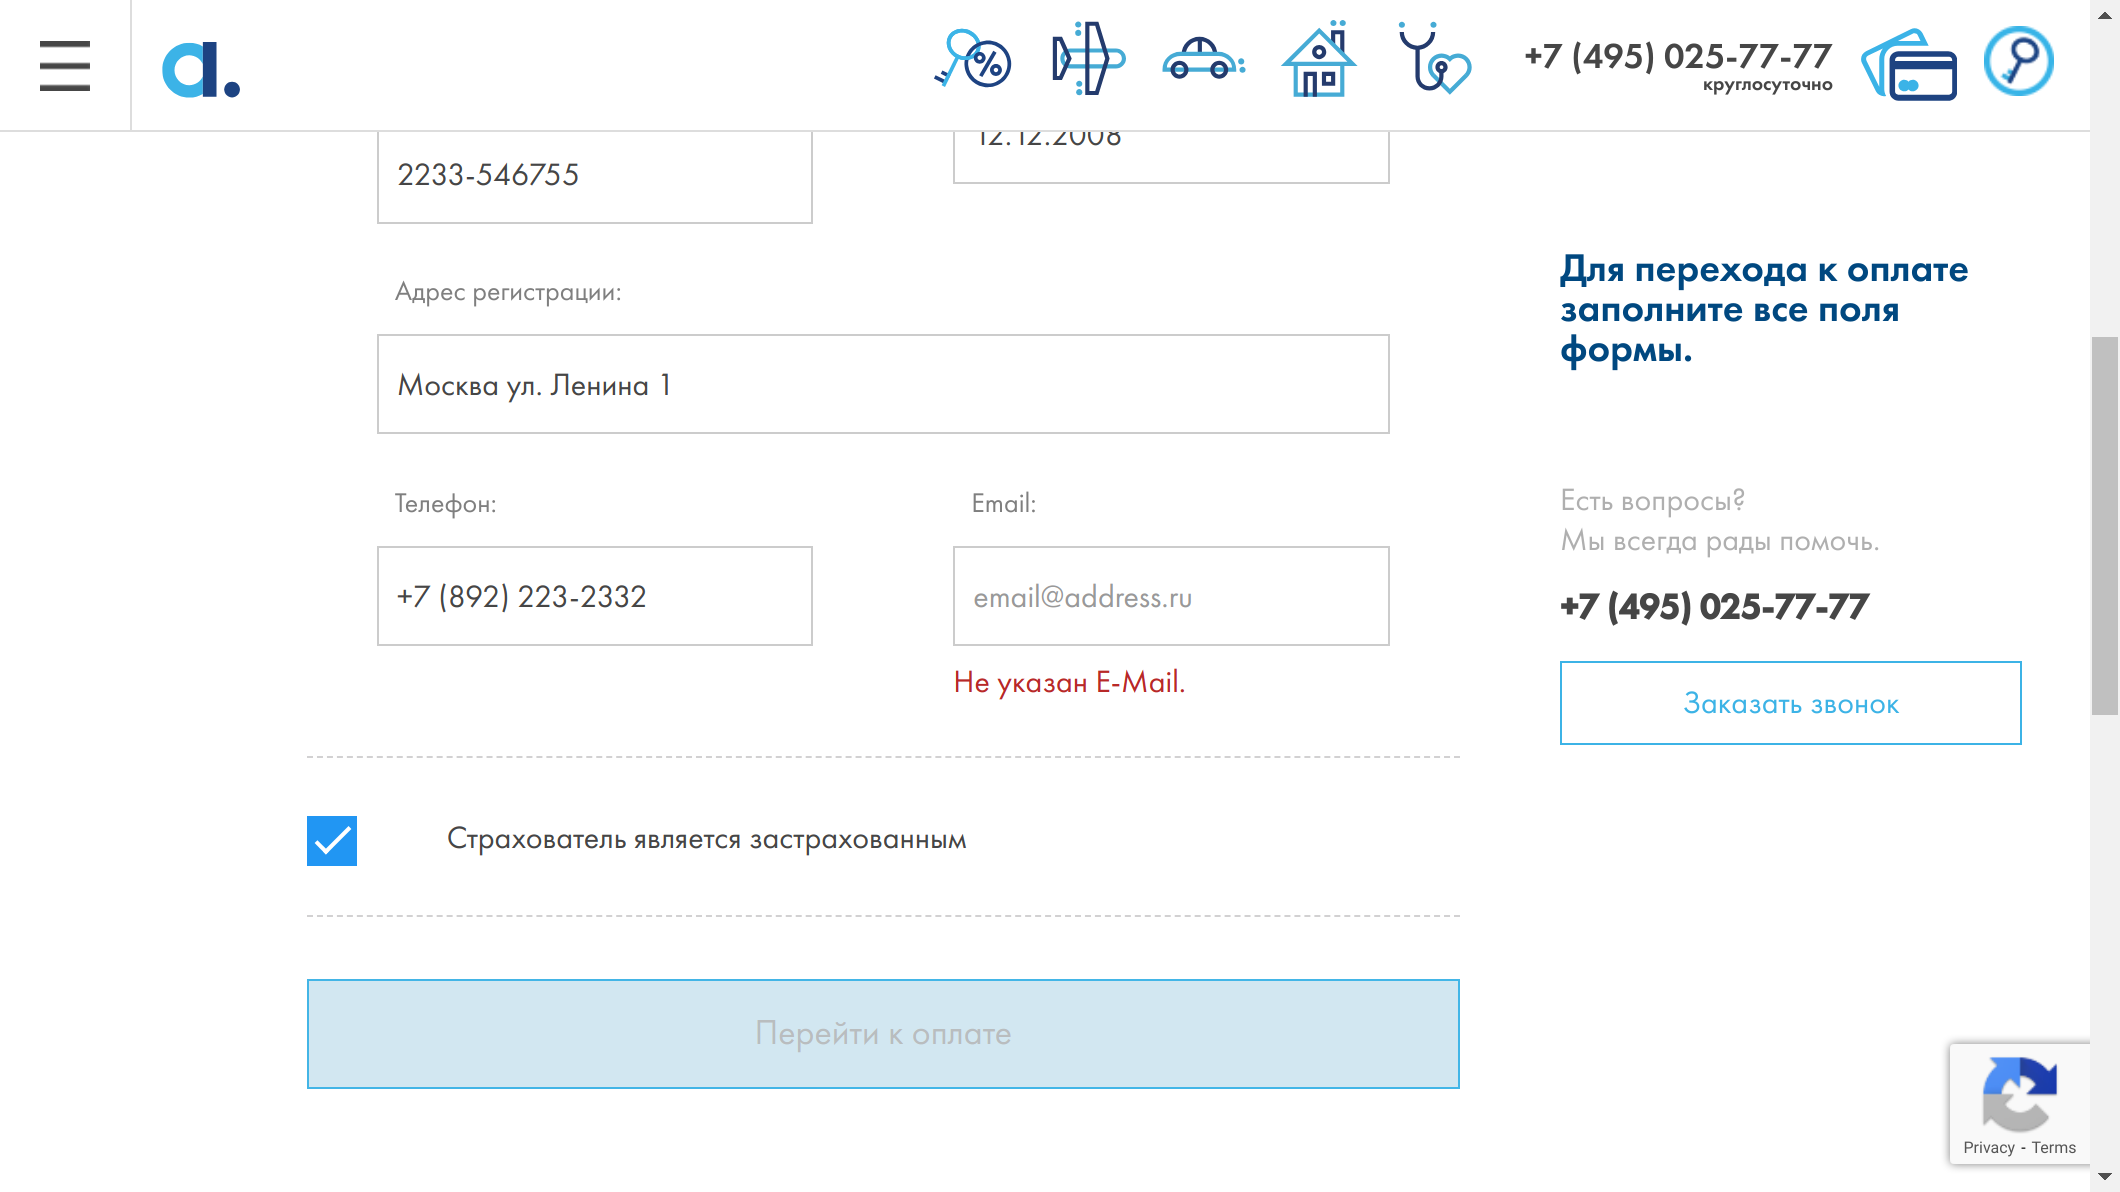 a.
+7 (495) 025-77-77
круглосуточно
12.12.2008
2233-546755
Адрес регистрации:
Москва ул. Ленина 1
Телефон:
Email:
+7 (892) 223-2332
email@address.ru
Не указан E-Mail.
Страхователь является застрахованным
Перейти к оплате
Для перехода к оплате
заполните все поля
формы.
Есть вопросы?
Мы всегда рады помочь.
+7 (495) 025-77-77
Заказать звонок
Privacy - Terms